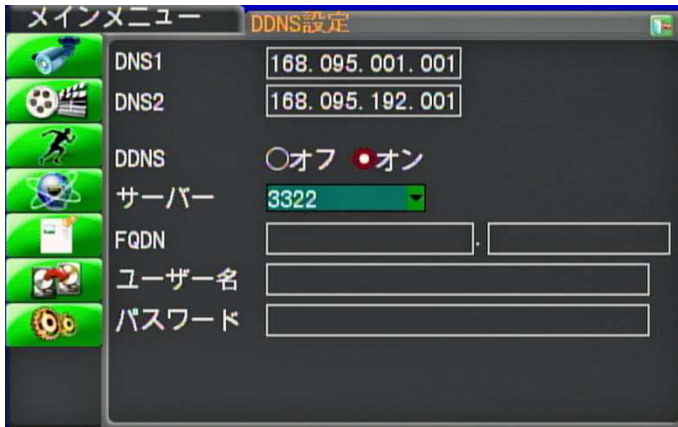 メインメニュー DDNS設定
DNS1 168.095.001.001
DNS2 168.095.192.001
DDNS オフ オン
サーバー 3322
FQDN .
ユーザー名
パスワード